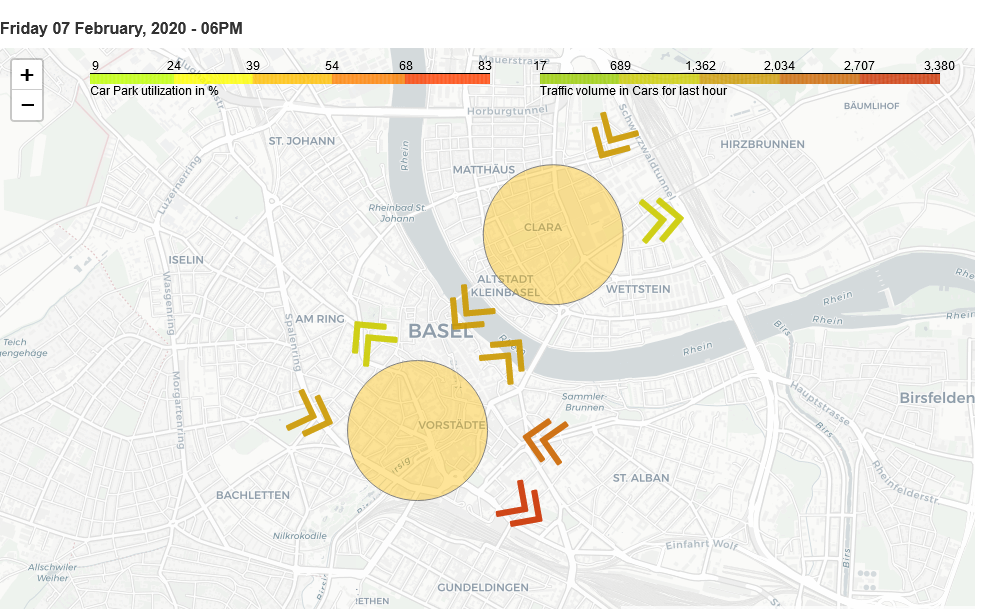 Friday 07 February, 2020 - 06PM
+
−
9 24 39 54 68 83
Car Park utilization in %
17 689 1,362 2,034 2,707 3,380
Traffic volume in Cars for last hour
Mauerstrasse
Horburgtunnel
BÄUMLIHOF
Schwarzwaldtunnel
ST. JOHANN
HIRZBRUNNEN
Rhein
MATTHÄUS
Luzernerring
Rheinbad St.
Johann
CLARA
ISELIN
ALTSTADT
KLEINBASEL
WETTSTEIN
Wasgenring
Rhein
Rhein
Rhein
AM RING
BASEL
Spalenring
Birs
Teich
Rhein
Morgartenring
Hauptstrasse
Sammler-
Brunnen
Birsfelden
VORSTÄDTE
Birs
ST. ALBAN
BACHLETTEN
Rheinfelderstr.
Nilkrokodile
Einfahrt Wolf
Birs
Allschwiler
Weiher
GUNDELDINGEN